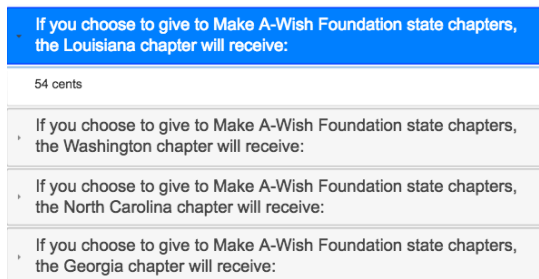 If you choose to give to Make A-Wish Foundation state chapters,
the Louisiana chapter will receive:
54 cents
If you choose to give to Make A-Wish Foundation state chapters,
the Washington chapter will receive:
If you choose to give to Make A-Wish Foundation state chapters,
the North Carolina chapter will receive:
If you choose to give to Make A-Wish Foundation state chapters,
the Georgia chapter will receive: